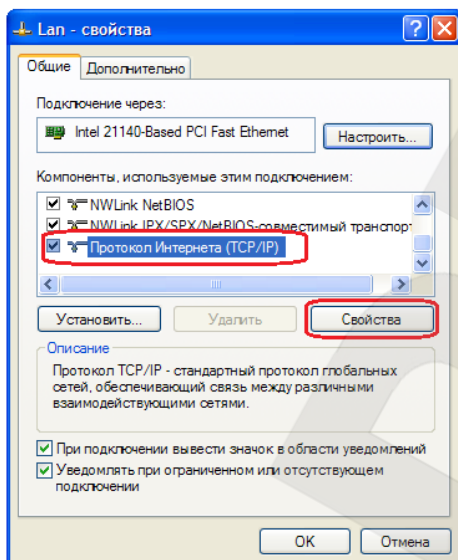 Lan - свойства
Общие Дополнительно
Подключение через:
Intel 21140-Based PCI Fast Ethernet Настроить...
Компоненты, используемые этим подключением:
NWLink NetBIOS
NWLink IPX/SPX/NetBIOS-совместимый транспорт
Протокол Интернета (TCP/IP)
Установить... Удалить Свойства
Описание
Протокол TCP/IP - стандартный протокол глобальных
сетей, обеспечивающий связь между различными
взаимодействующими сетями.
При подключении вывести значок в области уведомлений
Уведомлять при ограниченном или отсутствующем
подключении
OK Отмена